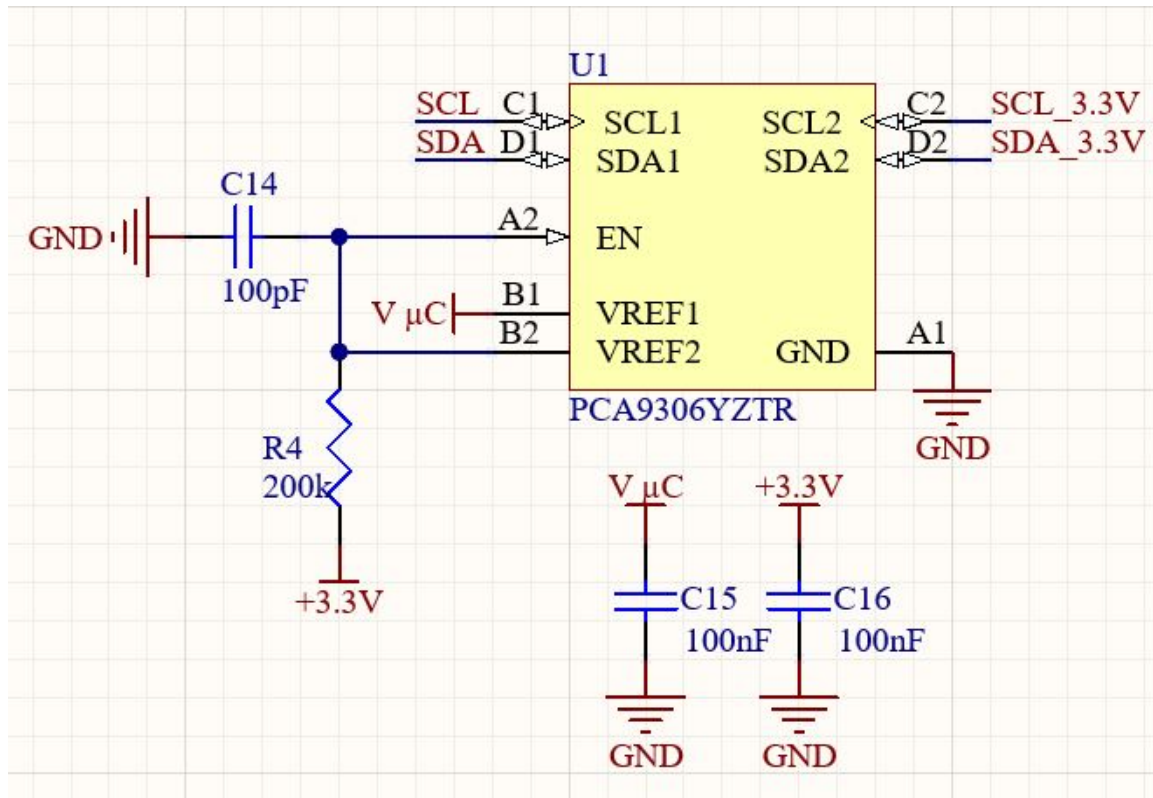 U1
SCL C1 SCL1 SCL2 C2 SCL_3.3V
SDA D1 SDA1 SDA2 D2 SDA_3.3V
C14
GND A2 EN
100pF
V µC B1 VREF1
B2 VREF2 GND A1
PCA9306YZTR
R4
200k
GND
V µC +3.3V
+3.3V
C15 C16
100nF 100nF
GND GND